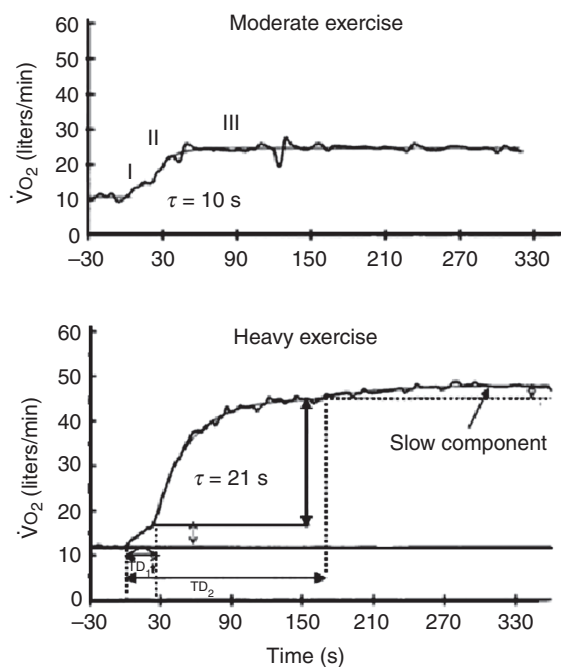 Moderate exercise
60
50
40
30
20
10
0
V̇O₂ (liters/min)
I
II
III
τ = 10 s
−30 30 90 150 210 270 330
Heavy exercise
60
50
40
30
20
10
0
V̇O₂ (liters/min)
τ = 21 s
Slow component
TD₁
TD₂
−30 30 90 150 210 270 330
Time (s)